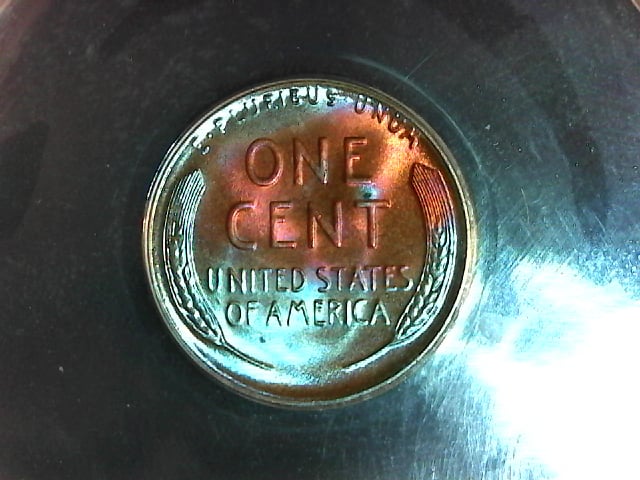 E·PLURIBUS·UNUM
ONE
CENT
UNITED STATES
OF AMERICA